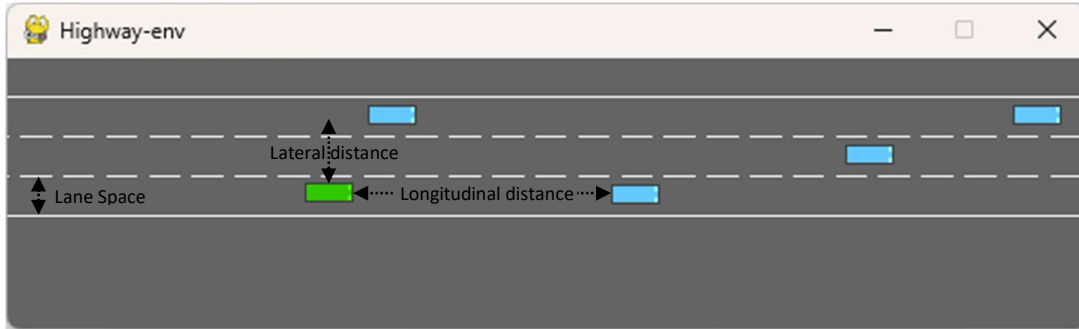 Highway-env
Lateral distance
Lane Space
Longitudinal distance